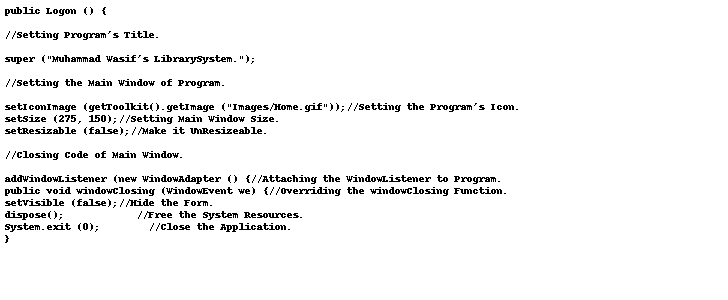 public Logon () {
//Setting Program's Title.
super ("Muhammad Wasif's LibrarySystem.");
//Setting the Main Window of Program.
setIconImage (getToolkit().getImage ("Images/Home.gif"));//Setting the Program's Icon.
setSize (275, 150);//Setting Main Window Size.
setResizable (false);//Make it UnResizeable.
//Closing Code of Main Window.
addWindowListener (new WindowAdapter () {//Attaching the WindowListener to Program.
public void windowClosing (WindowEvent we) {//Overriding the windowClosing Function.
setVisible (false);//Hide the Form.
dispose();            //Free the System Resources.
System.exit (0);        //Close the Application.
}